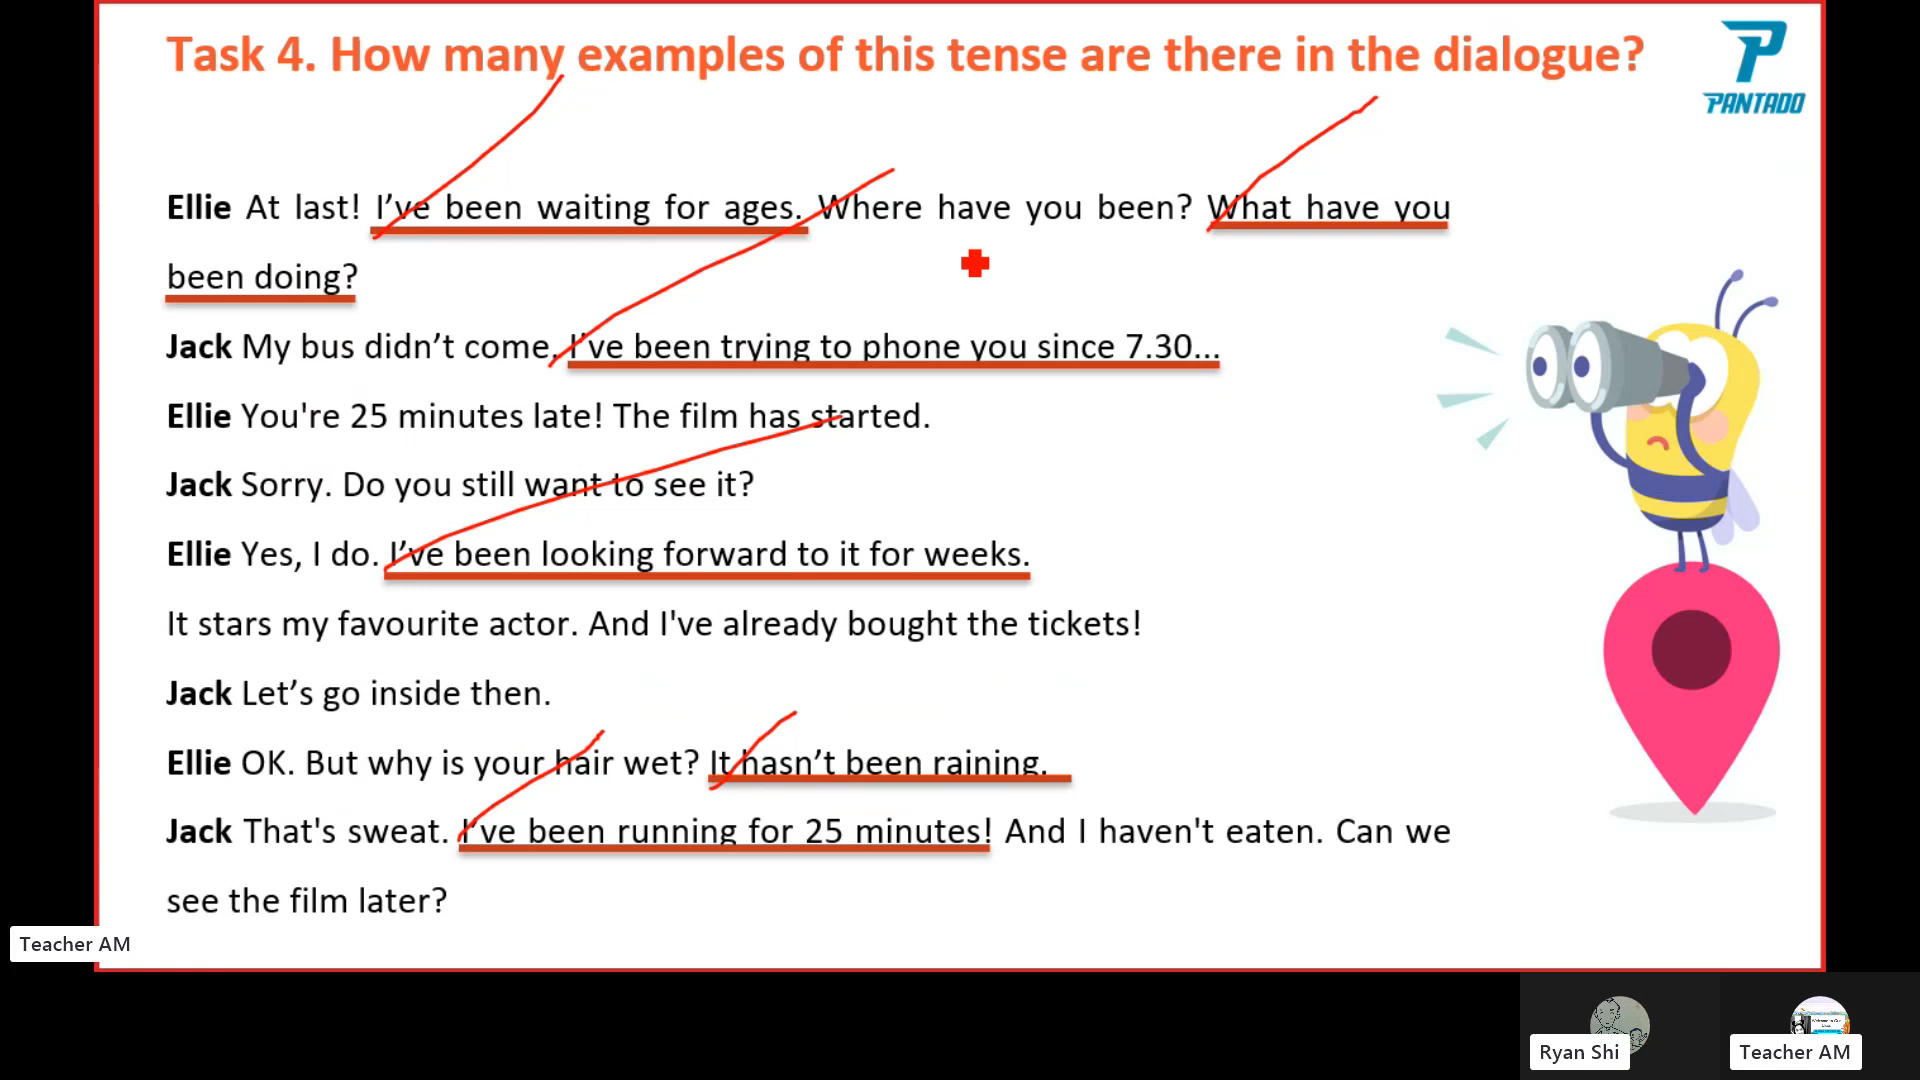 Task 4. How many examples of this tense are there in the dialogue?
PANTADO
Ellie At last! I’ve been waiting for ages. Where have you been? What have you
been doing?
Jack My bus didn’t come. I’ve been trying to phone you since 7.30...
Ellie You're 25 minutes late! The film has started.
Jack Sorry. Do you still want to see it?
Ellie Yes, I do. I’ve been looking forward to it for weeks.
It stars my favourite actor. And I've already bought the tickets!
Jack Let’s go inside then.
Ellie OK. But why is your hair wet? It hasn’t been raining.
Jack That's sweat. I’ve been running for 25 minutes! And I haven't eaten. Can we
see the film later?
Teacher AM
Ryan Shi
Teacher AM